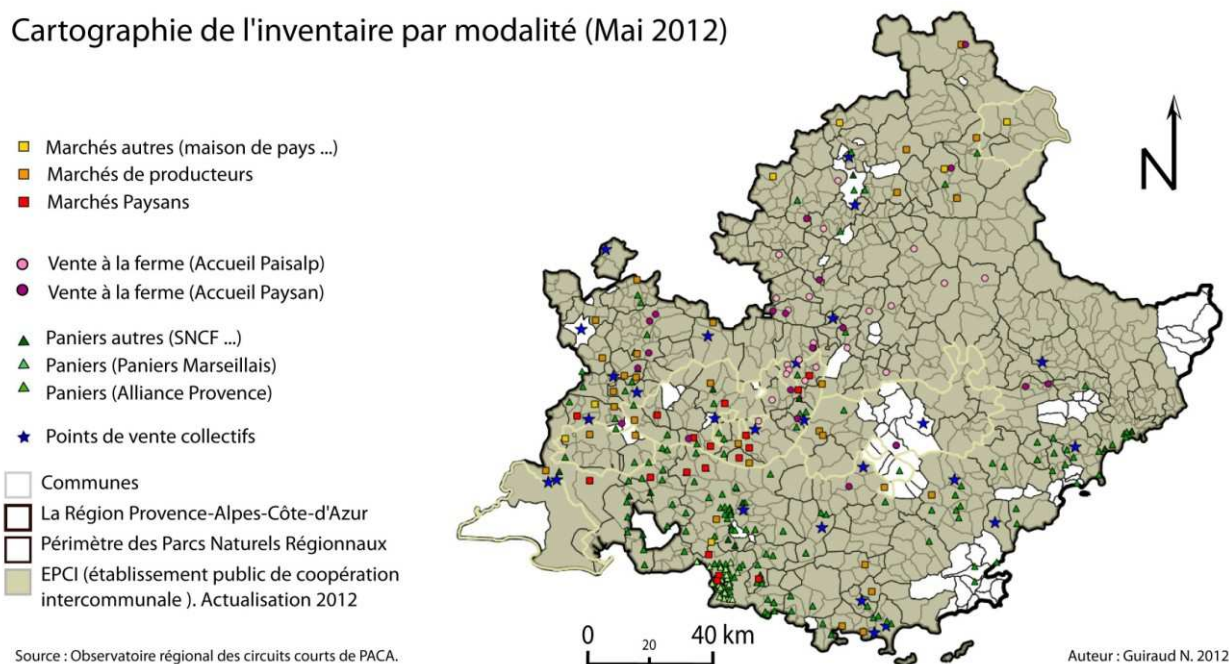 Cartographie de l'inventaire par modalité (Mai 2012)
Marchés autres (maison de pays ...)
Marchés de producteurs
Marchés Paysans
N
Vente à la ferme (Accueil Paisalp)
Vente à la ferme (Accueil Paysan)
Paniers autres (SNCF ...)
Paniers (Paniers Marseillais)
Paniers (Alliance Provence)
Points de vente collectifs
Communes
La Région Provence-Alpes-Côte-d'Azur
Périmètre des Parcs Naturels Régionnaux
EPCI (établissement public de coopération
intercommunale ). Actualisation 2012
0 20 40 km
Source : Observatoire régional des circuits courts de PACA.
Auteur : Guiraud N. 2012